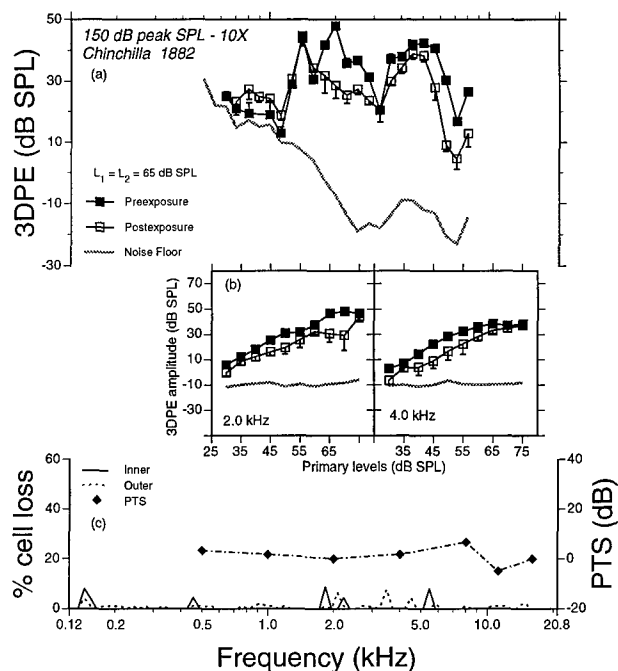 150 dB peak SPL - 10X
Chinchilla 1882
(a)
3DPE (dB SPL)
50
30
10
-10
-30
L1 = L2 = 65 dB SPL
Preexposure
Postexposure
Noise Floor
(b)
3DPE amplitude (dB SPL)
70
50
30
10
-10
-30
2.0 kHz
4.0 kHz
25 35 45 55 65 35 45 55 65 75
Primary levels (dB SPL)
Inner
Outer
PTS
(c)
% cell loss
60
40
20
0
PTS (dB)
40
20
0
-20
0.12 0.2 0.5 1.0 2.0 5.0 10.0 20.8
Frequency (kHz)